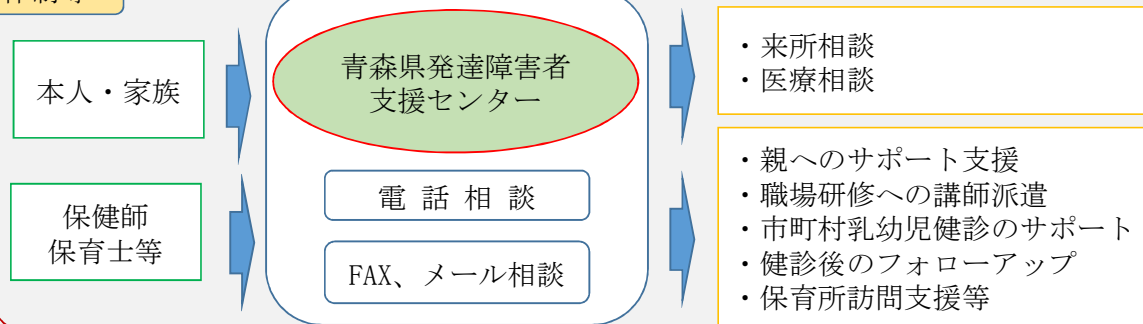 本人・家族
保健師
保育士等
青森県発達障害者
支援センター
電話相談
FAX、メール相談
・来所相談
・医療相談
・親へのサポート支援
・職場研修への講師派遣
・市町村乳幼児健診のサポート
・健診後のフォローアップ
・保育所訪問支援等